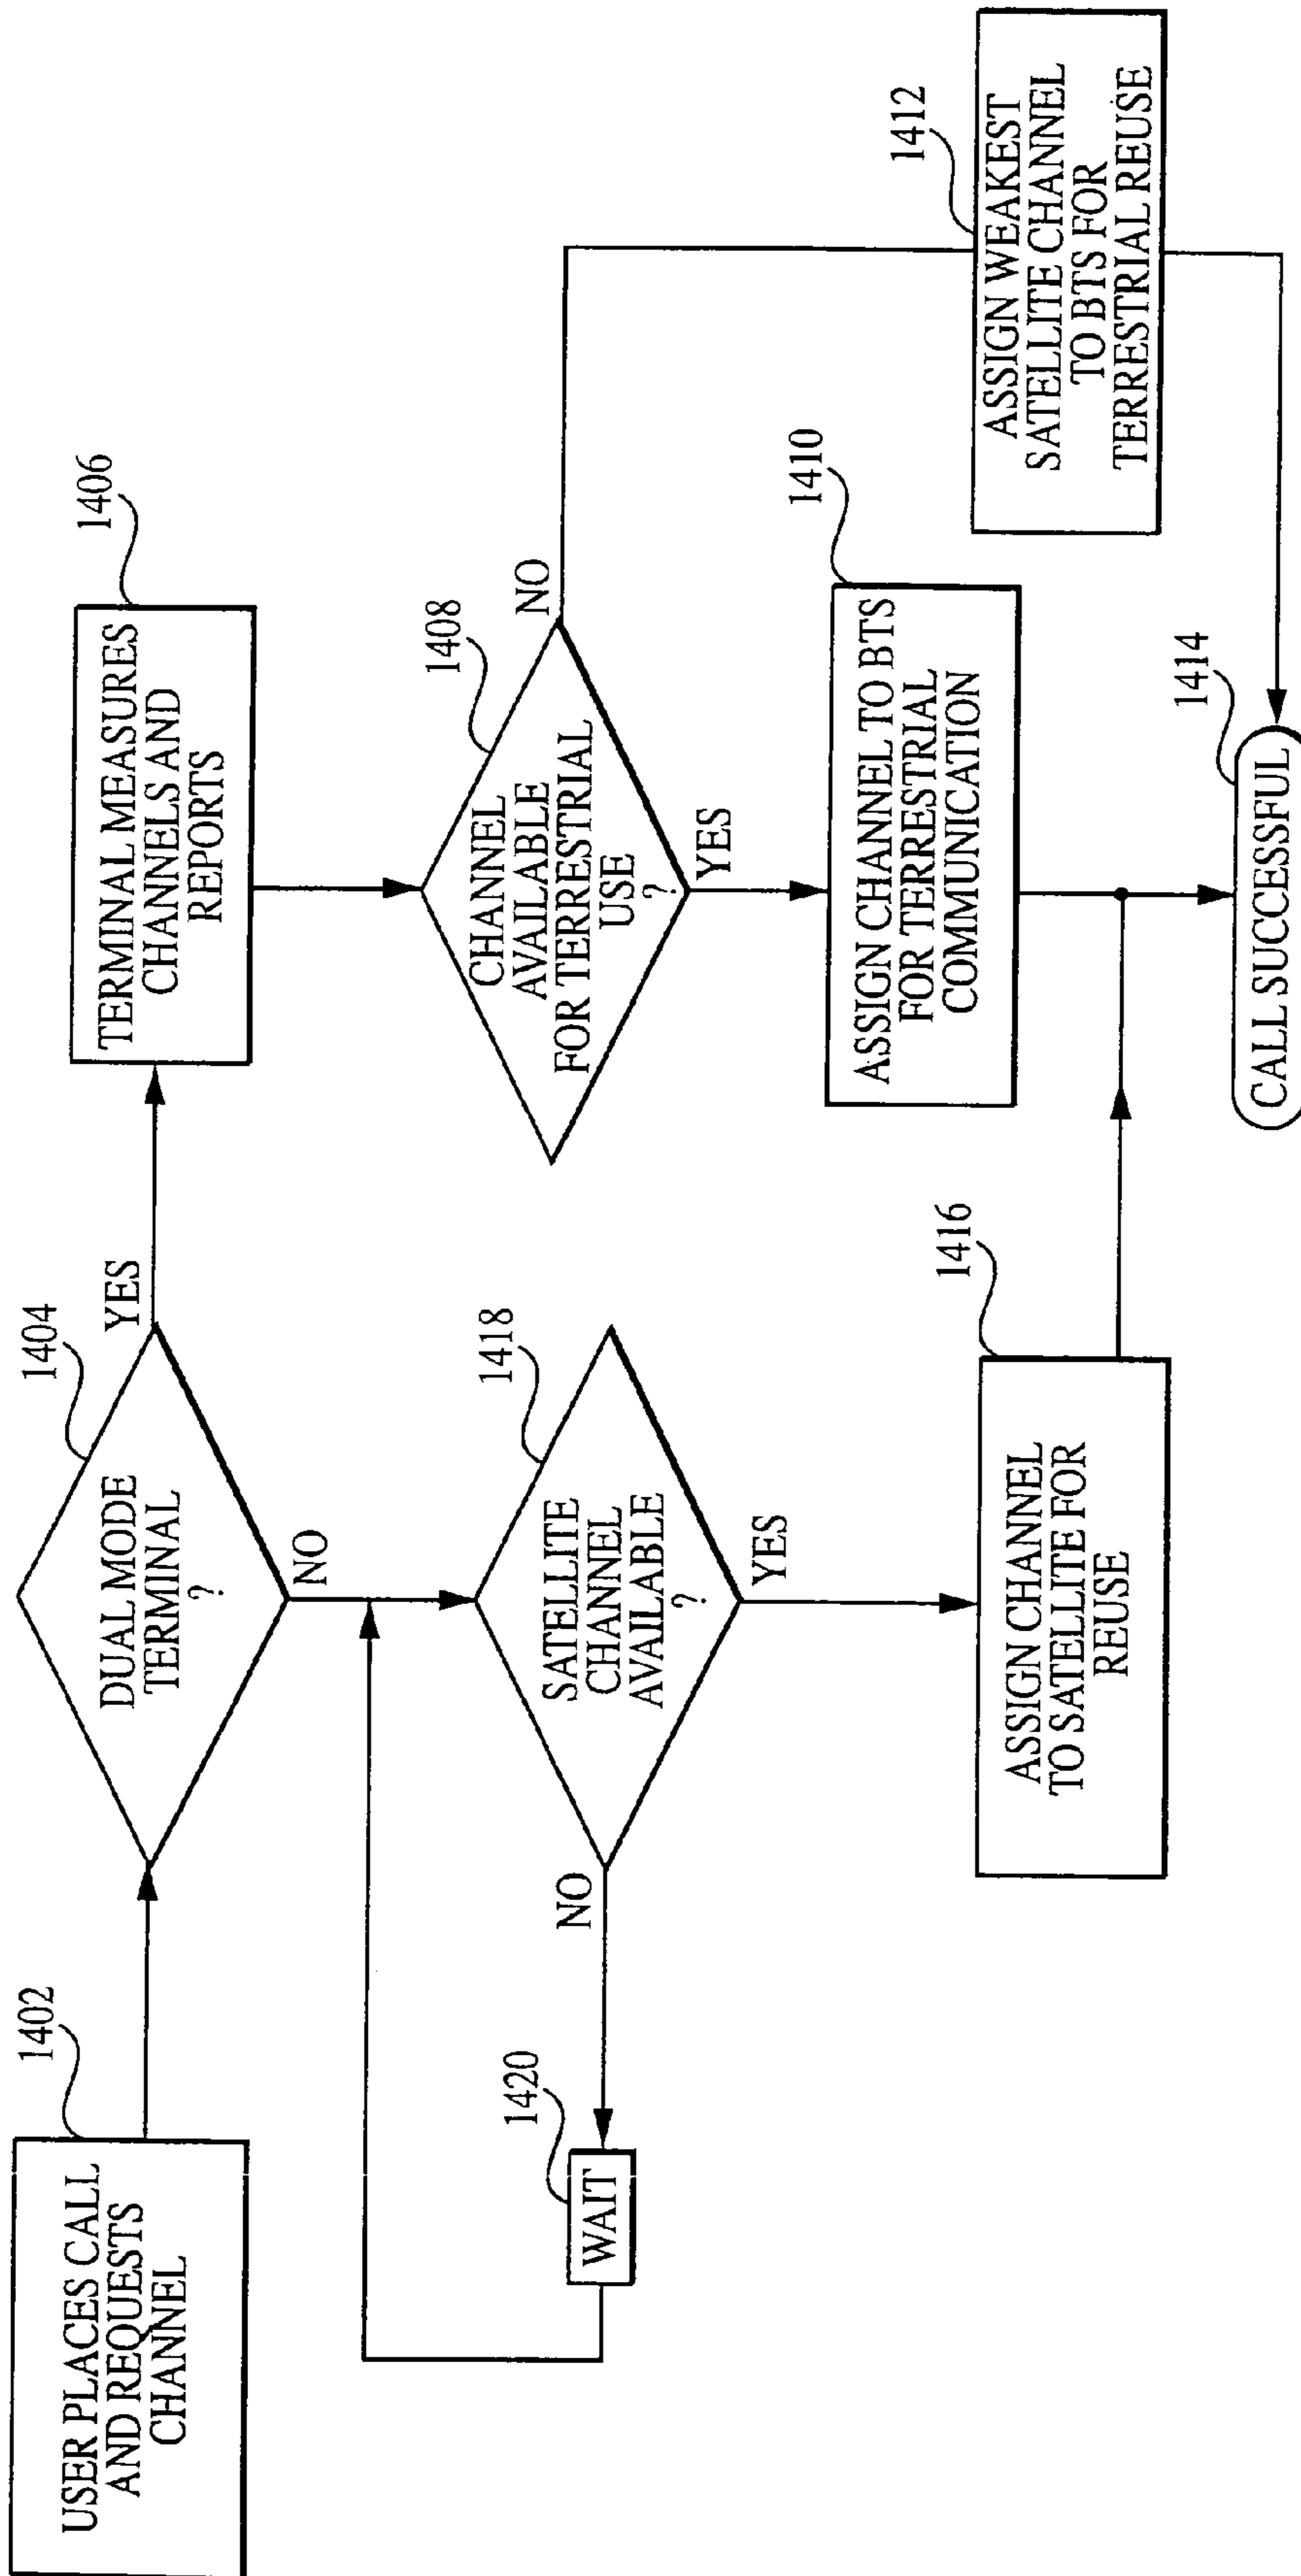 1402
USER PLACES CALL
AND REQUESTS
CHANNEL
1404
DUAL MODE
TERMINAL
?
YES
NO
1406
TERMINAL MEASURES
CHANNELS AND
REPORTS
1408
CHANNEL
AVAILABLE
FOR TERRESTRIAL
USE
?
NO
YES
1420
WAIT
NO
1418
SATELLITE
CHANNEL
AVAILABLE
?
YES
1410
ASSIGN CHANNEL TO BTS
FOR TERRESTRIAL
COMMUNICATION
1412
ASSIGN WEAKEST
SATELLITE CHANNEL
TO BTS FOR
TERRESTRIAL REUSE
1416
ASSIGN CHANNEL
TO SATELLITE FOR
REUSE
1414
CALL SUCCESSFUL